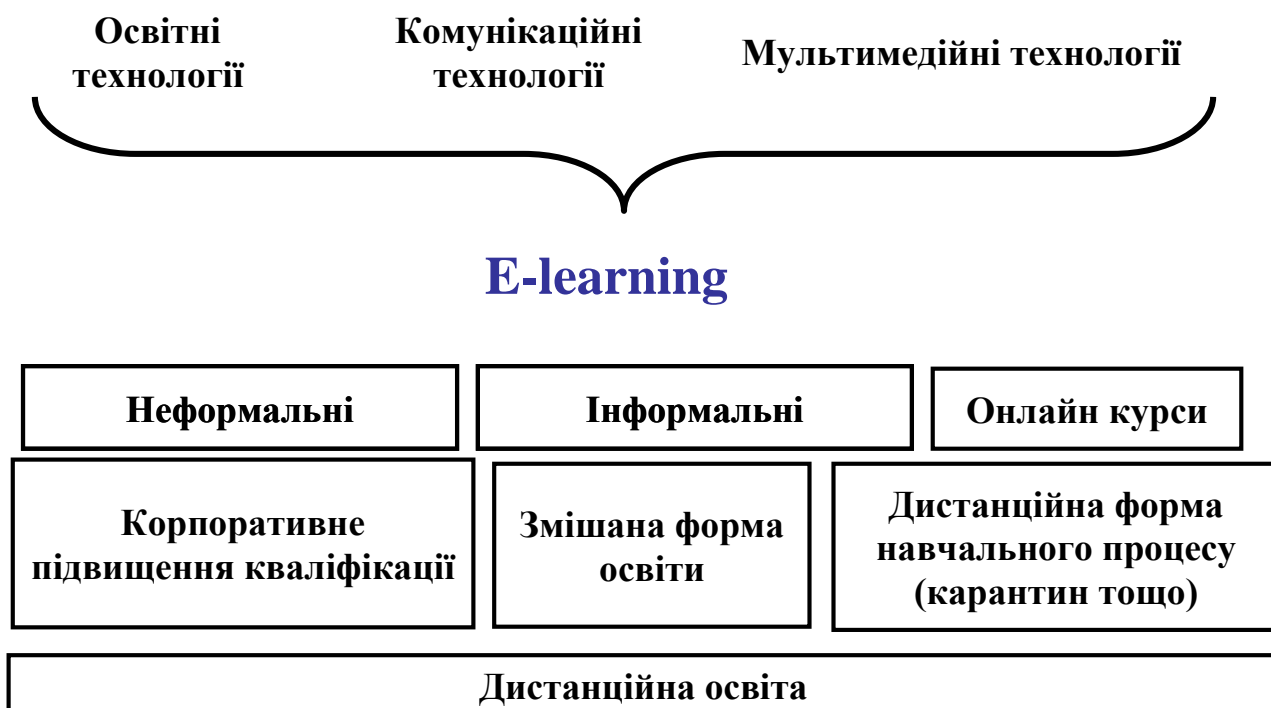 Освітні
технології
Комунікаційні
технології
Мультимедійні технології
E-learning
Неформальні
Інформальні
Онлайн курси
Корпоративне
підвищення кваліфікації
Змішана форма
освіти
Дистанційна форма
навчального процесу
(карантин тощо)
Дистанційна освіта